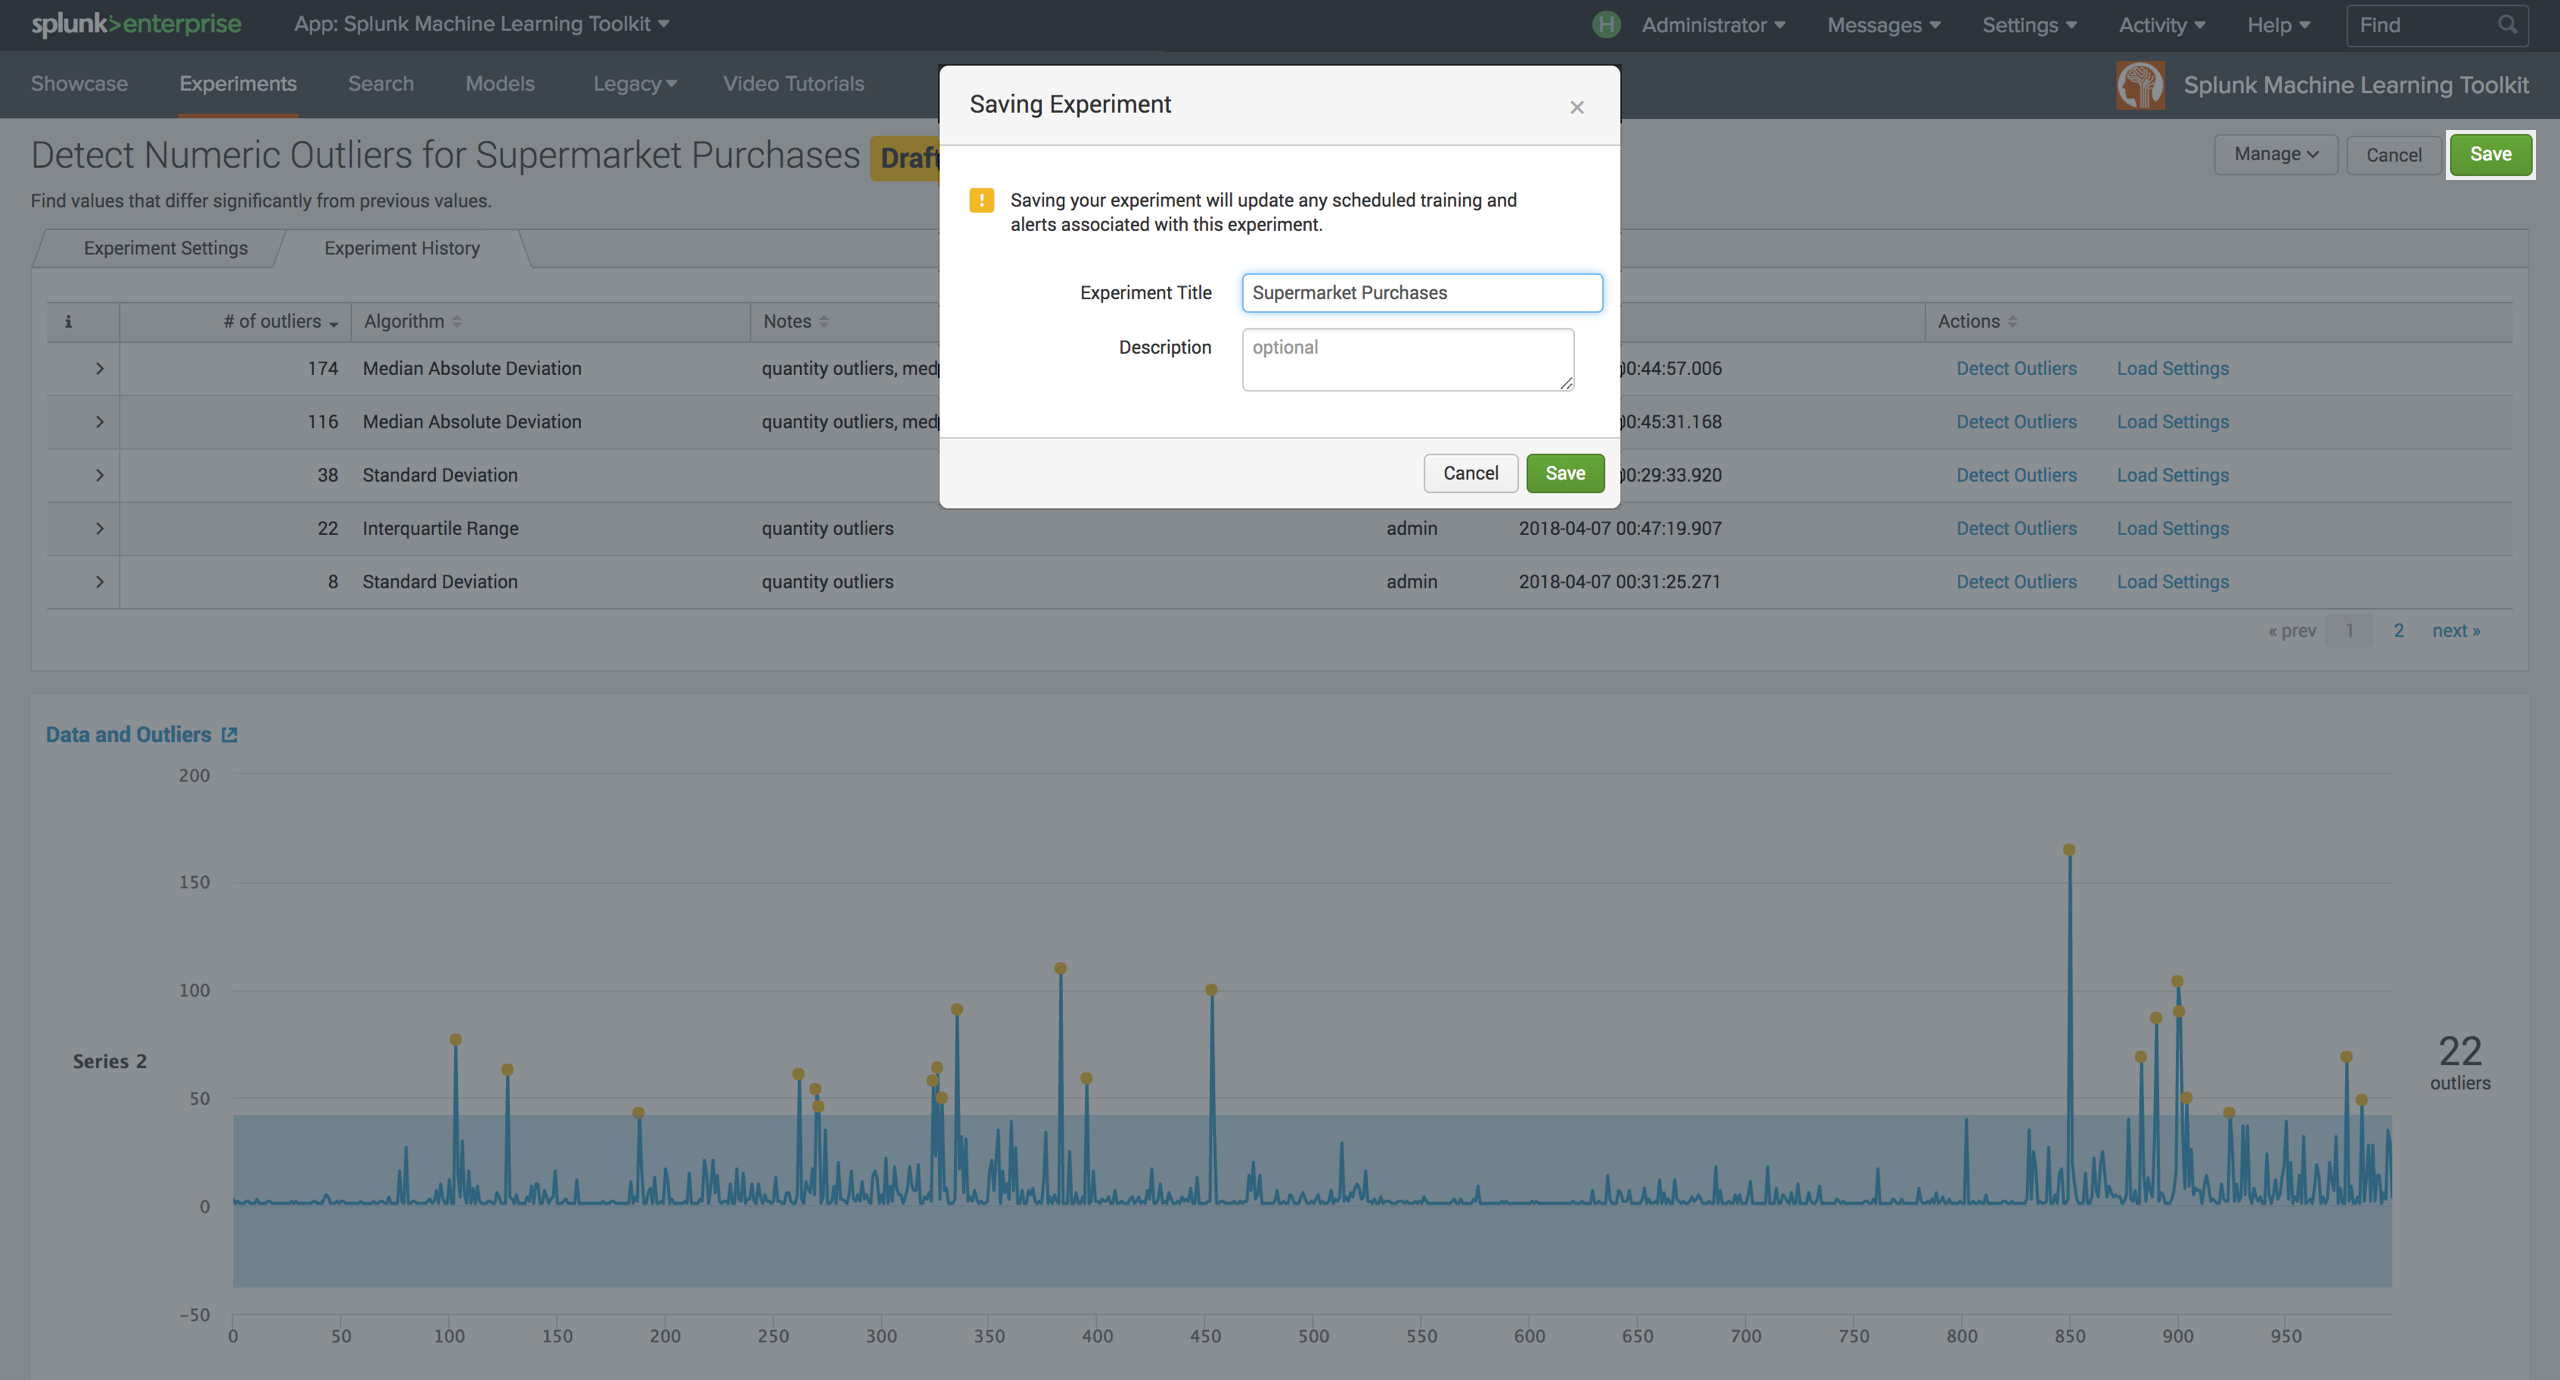 splunk>enterprise App: Splunk Machine Learning Toolkit H Administrator Messages Settings Activity Help Find
Showcase Experiments Search Models Legacy Video Tutorials Splunk Machine Learning Toolkit
Saving Experiment ×
Detect Numeric Outliers for Supermarket Purchases Draft Manage Cancel Save
Find values that differ significantly from previous values.
! Saving your experiment will update any scheduled training and
alerts associated with this experiment.
Experiment Settings Experiment History
Experiment Title Supermarket Purchases
Description optional
i # of outliers Algorithm Notes Actions
174 Median Absolute Deviation quantity outliers, med 00:44:57.006 Detect Outliers Load Settings
116 Median Absolute Deviation quantity outliers, med 00:45:31.168 Detect Outliers Load Settings
38 Standard Deviation 00:29:33.920 Detect Outliers Load Settings
Cancel Save
22 Interquartile Range quantity outliers admin 2018-04-07 00:47:19.907 Detect Outliers Load Settings
8 Standard Deviation quantity outliers admin 2018-04-07 00:31:25.271 Detect Outliers Load Settings
« prev 1 2 next »
Data and Outliers
200
150
100
50
0
-50
Series 2
22
outliers
0 50 100 150 200 250 300 350 400 450 500 550 600 650 700 750 800 850 900 950